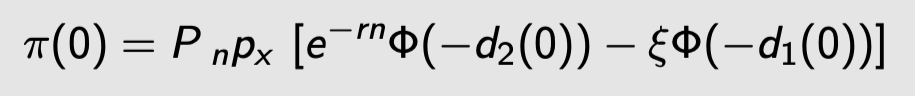 π(0) = P ₙpₓ [e^{−rn}Φ(−d₂(0)) − ξΦ(−d₁(0))]